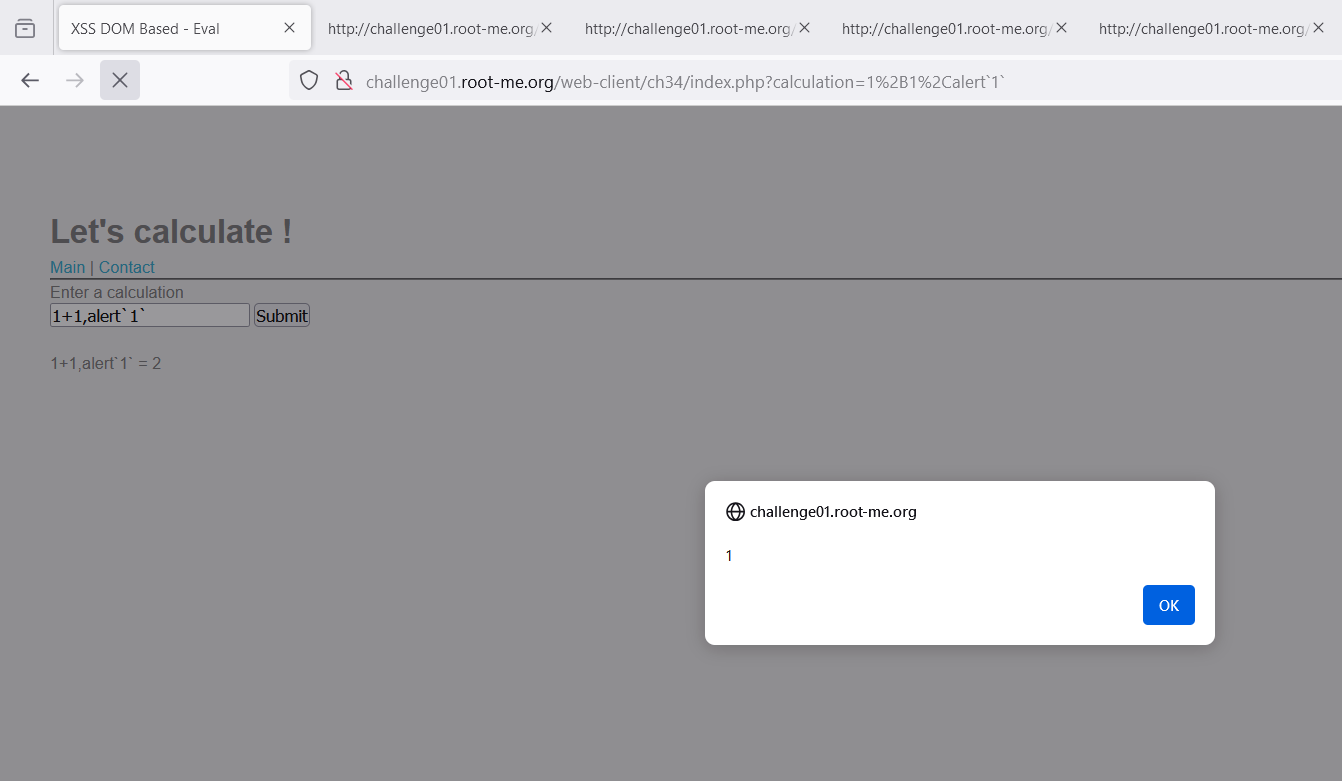 XSS DOM Based - Eval
http://challenge01.root-me.org/
http://challenge01.root-me.org/
http://challenge01.root-me.org/
http://challenge01.root-me.org/
challenge01.root-me.org/web-client/ch34/index.php?calculation=1%2B1%2Calert`1`
Let's calculate !
Main | Contact
Enter a calculation
1+1,alert`1` Submit
1+1,alert`1` = 2
challenge01.root-me.org
1
OK